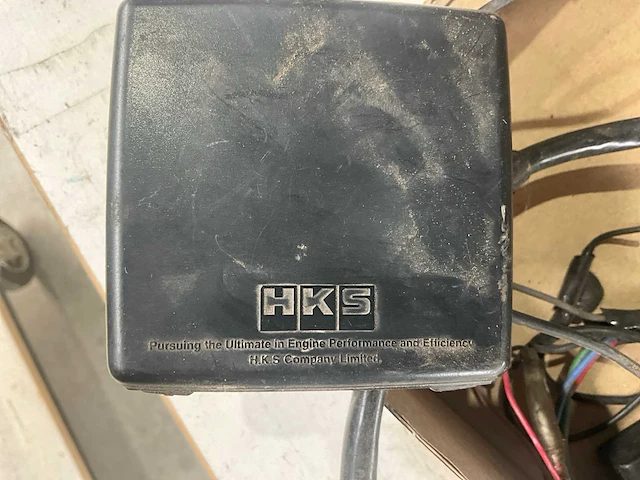 HKS
Pursuing the Ultimate in Engine Performance and Efficiency
H.K.S Company Limited.